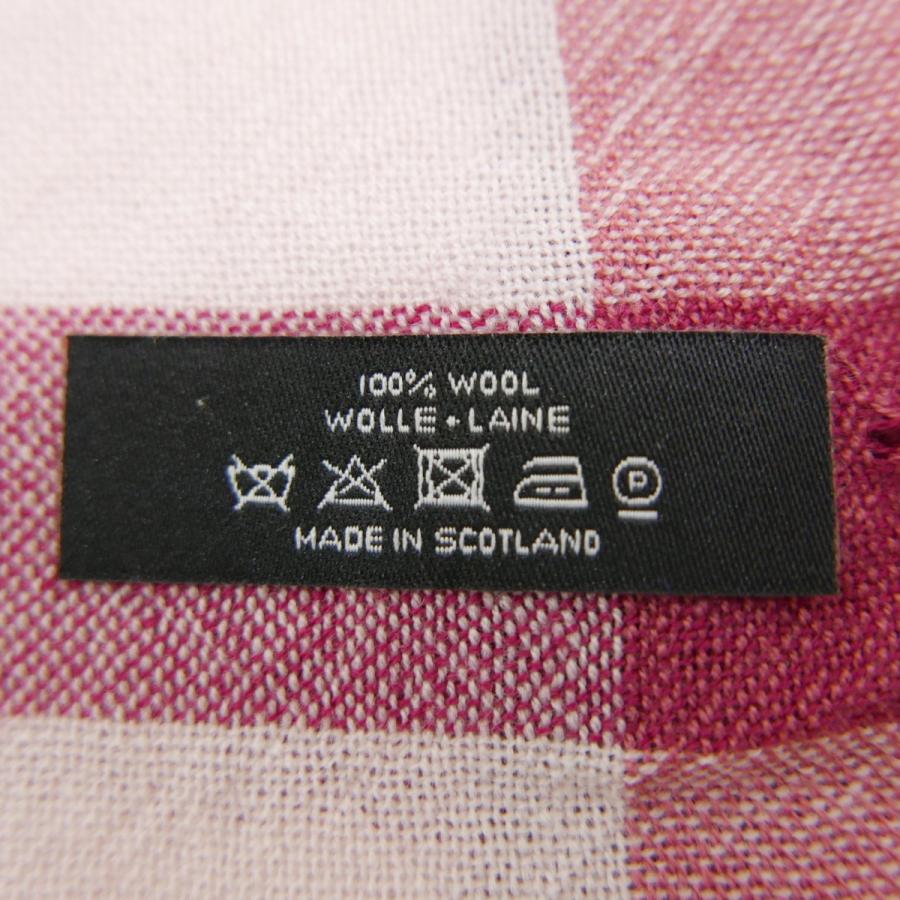 100% WOOL
WOLLE • LAINE
P
MADE IN SCOTLAND